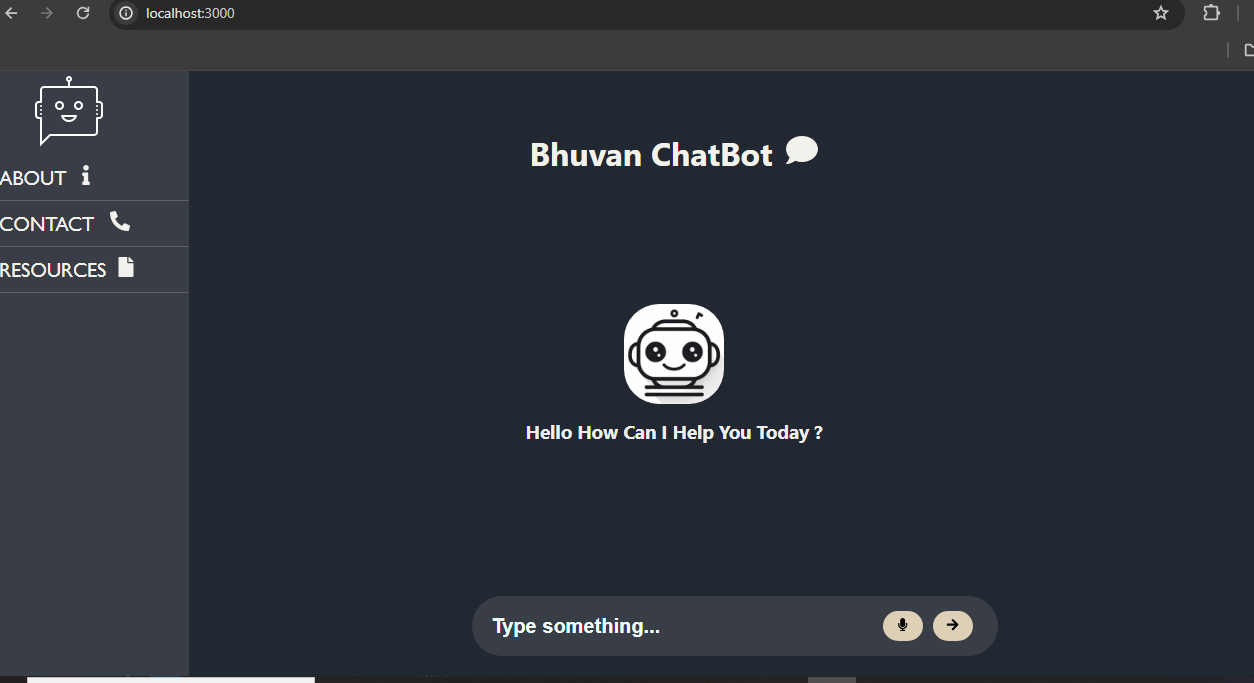 localhost:3000
ABOUT
CONTACT
RESOURCES
Bhuvan ChatBot
Hello How Can I Help You Today ?
Type something...